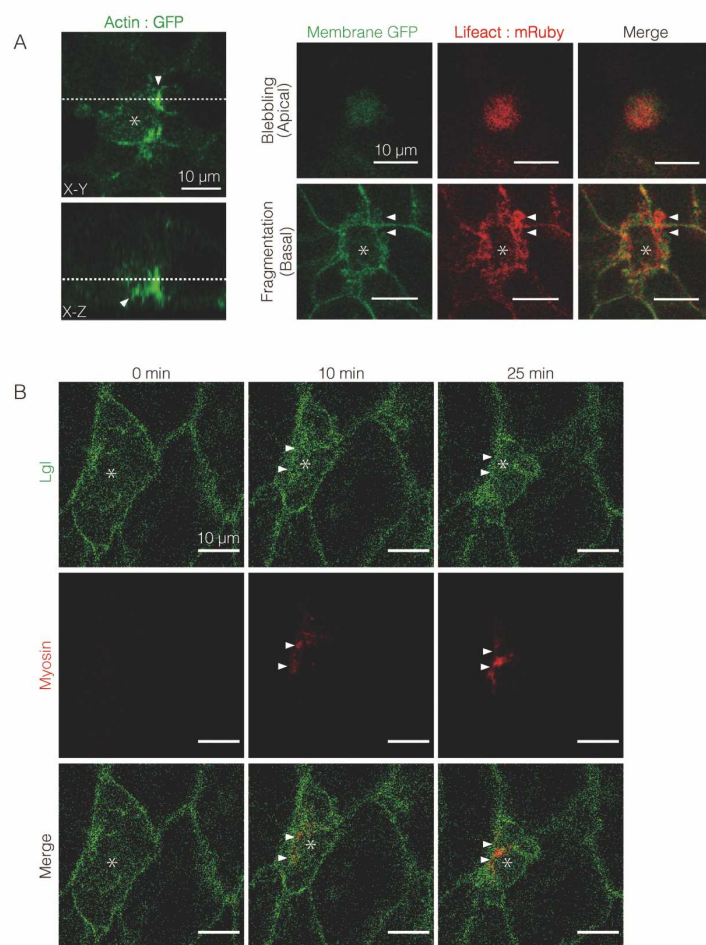 A
Actin : GFP
X-Y
10 µm
X-Z
Membrane GFP
Lifeact : mRuby
Merge
Blebbling
(Apical)
10 µm
Fragmentation
(Basal)
*
*
*
*
B
0 min
10 min
25 min
Lgl
*
10 µm
*
*
Myosin
Merge
*
*
*